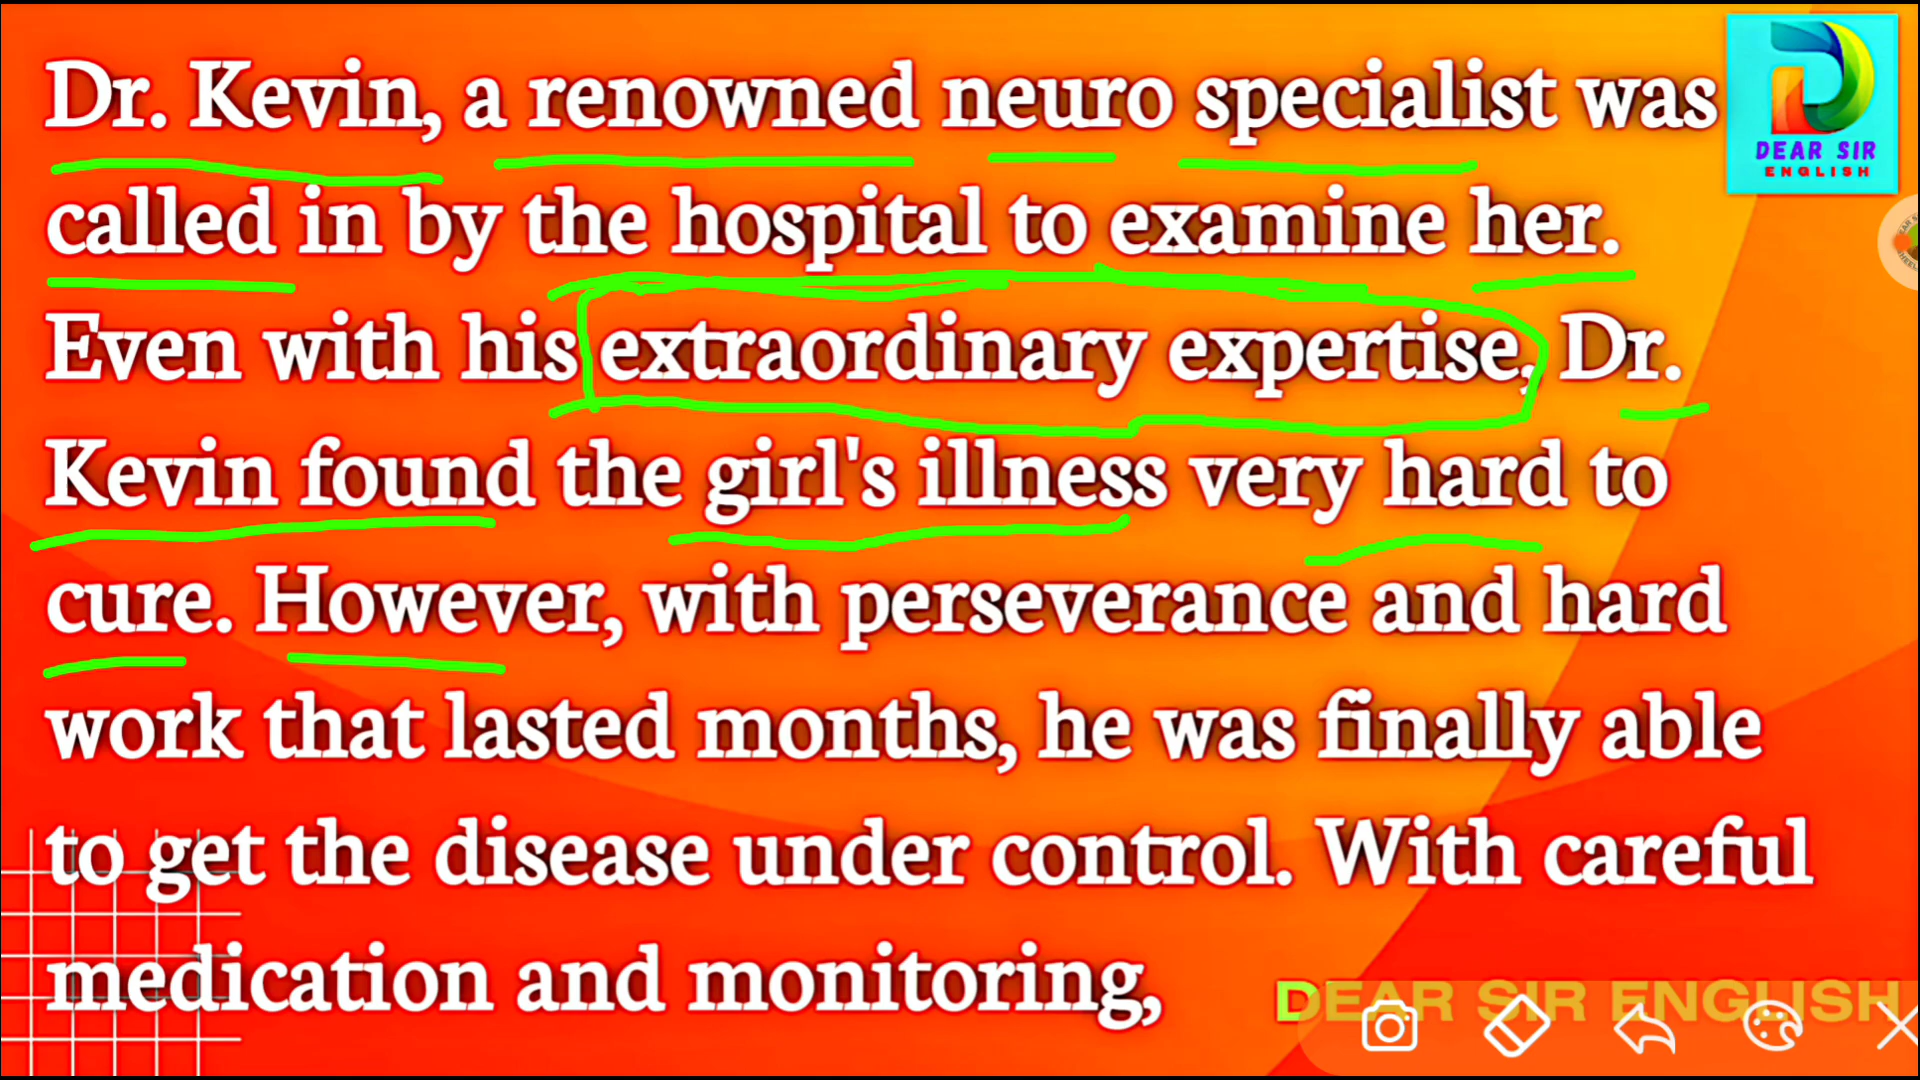 Dr. Kevin, a renowned neuro specialist was
called in by the hospital to examine her.
Even with his extraordinary expertise, Dr.
Kevin found the girl's illness very hard to
cure. However, with perseverance and hard
work that lasted months, he was finally able
to get the disease under control. With careful
medication and monitoring,
DEAR SIR
ENGLISH
DEAR SIR ENGLISH